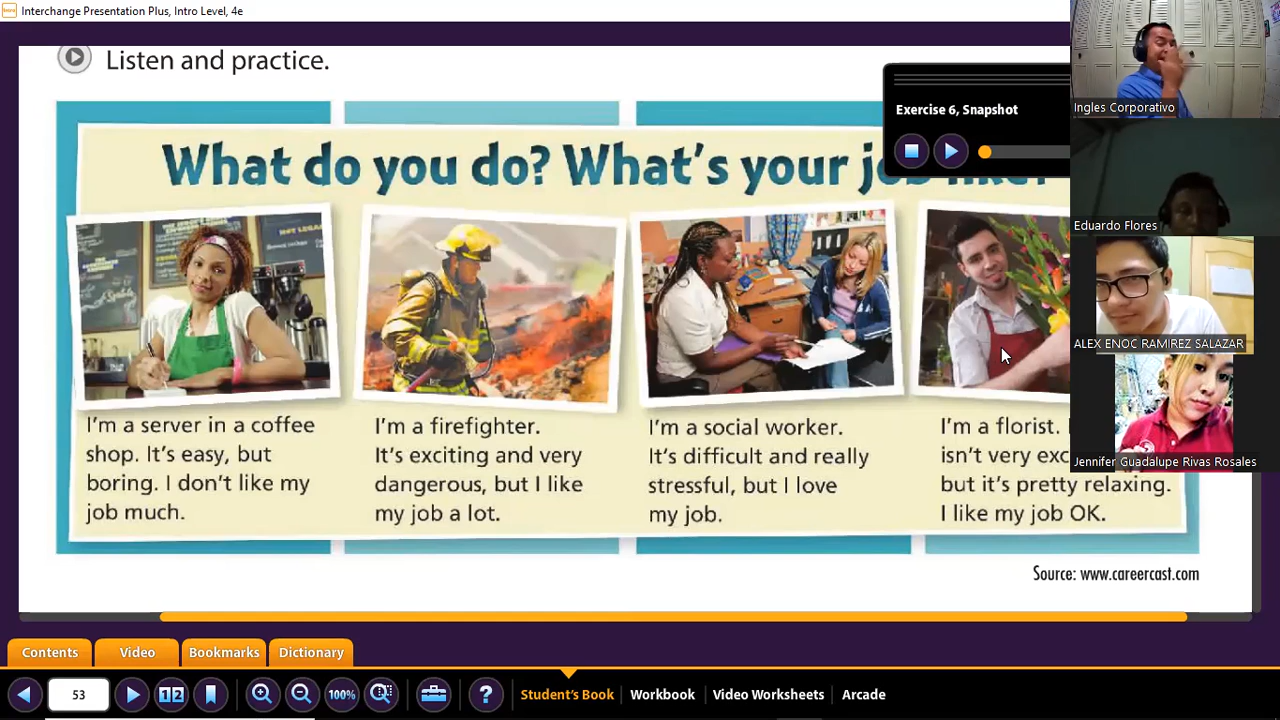 Interchange Presentation Plus, Intro Level, 4e
Listen and practice.
Exercise 6, Snapshot
What do you do? What's your job like?
I'm a server in a coffee
shop. It's easy, but
boring. I don't like my
job much.
I'm a firefighter.
It's exciting and very
dangerous, but I like
my job a lot.
I'm a social worker.
It's difficult and really
stressful, but I love
my job.
I'm a florist.
isn't very
but it's pretty relaxing.
I like my job OK.
Source: www.careercast.com
Ingles Corporativo
Eduardo Flores
ALEX ENOC RAMIREZ SALAZAR
Jennifer Guadalupe Rivas Rosales
Contents Video Bookmarks Dictionary
53 1 2 100% ? Student's Book Workbook Video Worksheets Arcade